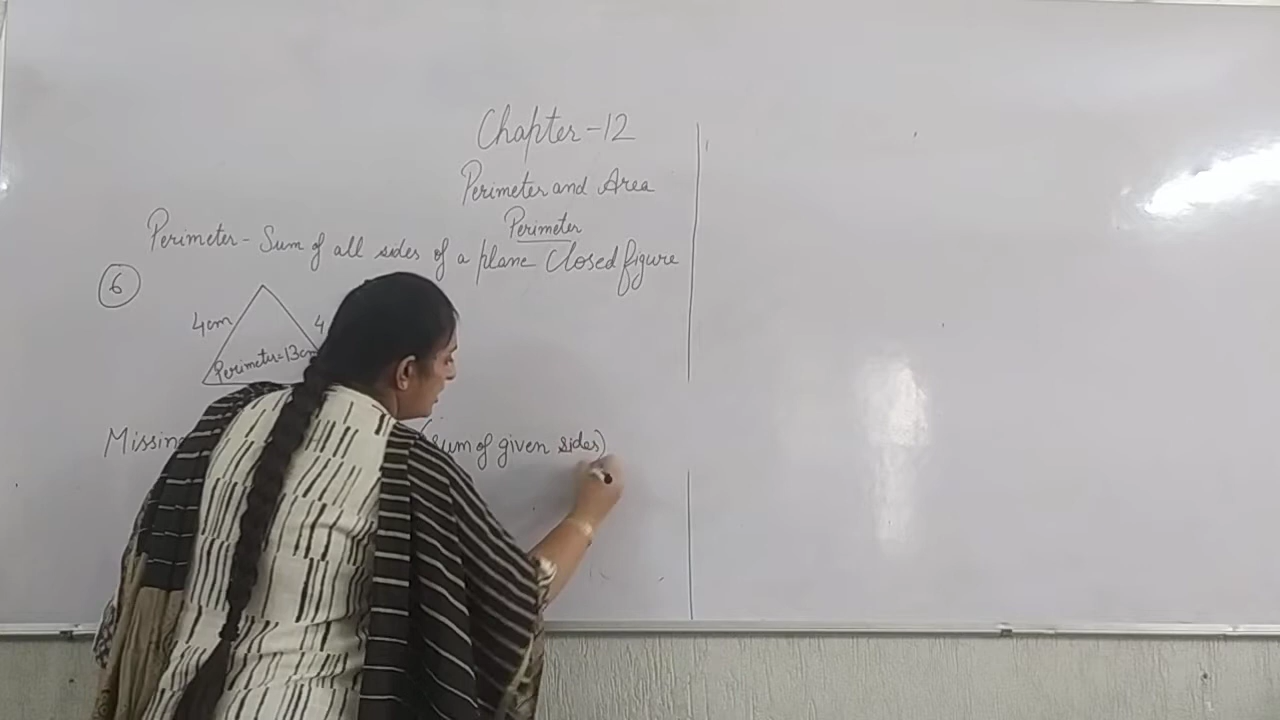 Chapter-12
Perimeter and Area
Perimeter
Perimeter - Sum of all sides of a plane closed figure
6
4cm
4
Perimeter=13cm
(sum of given sides)